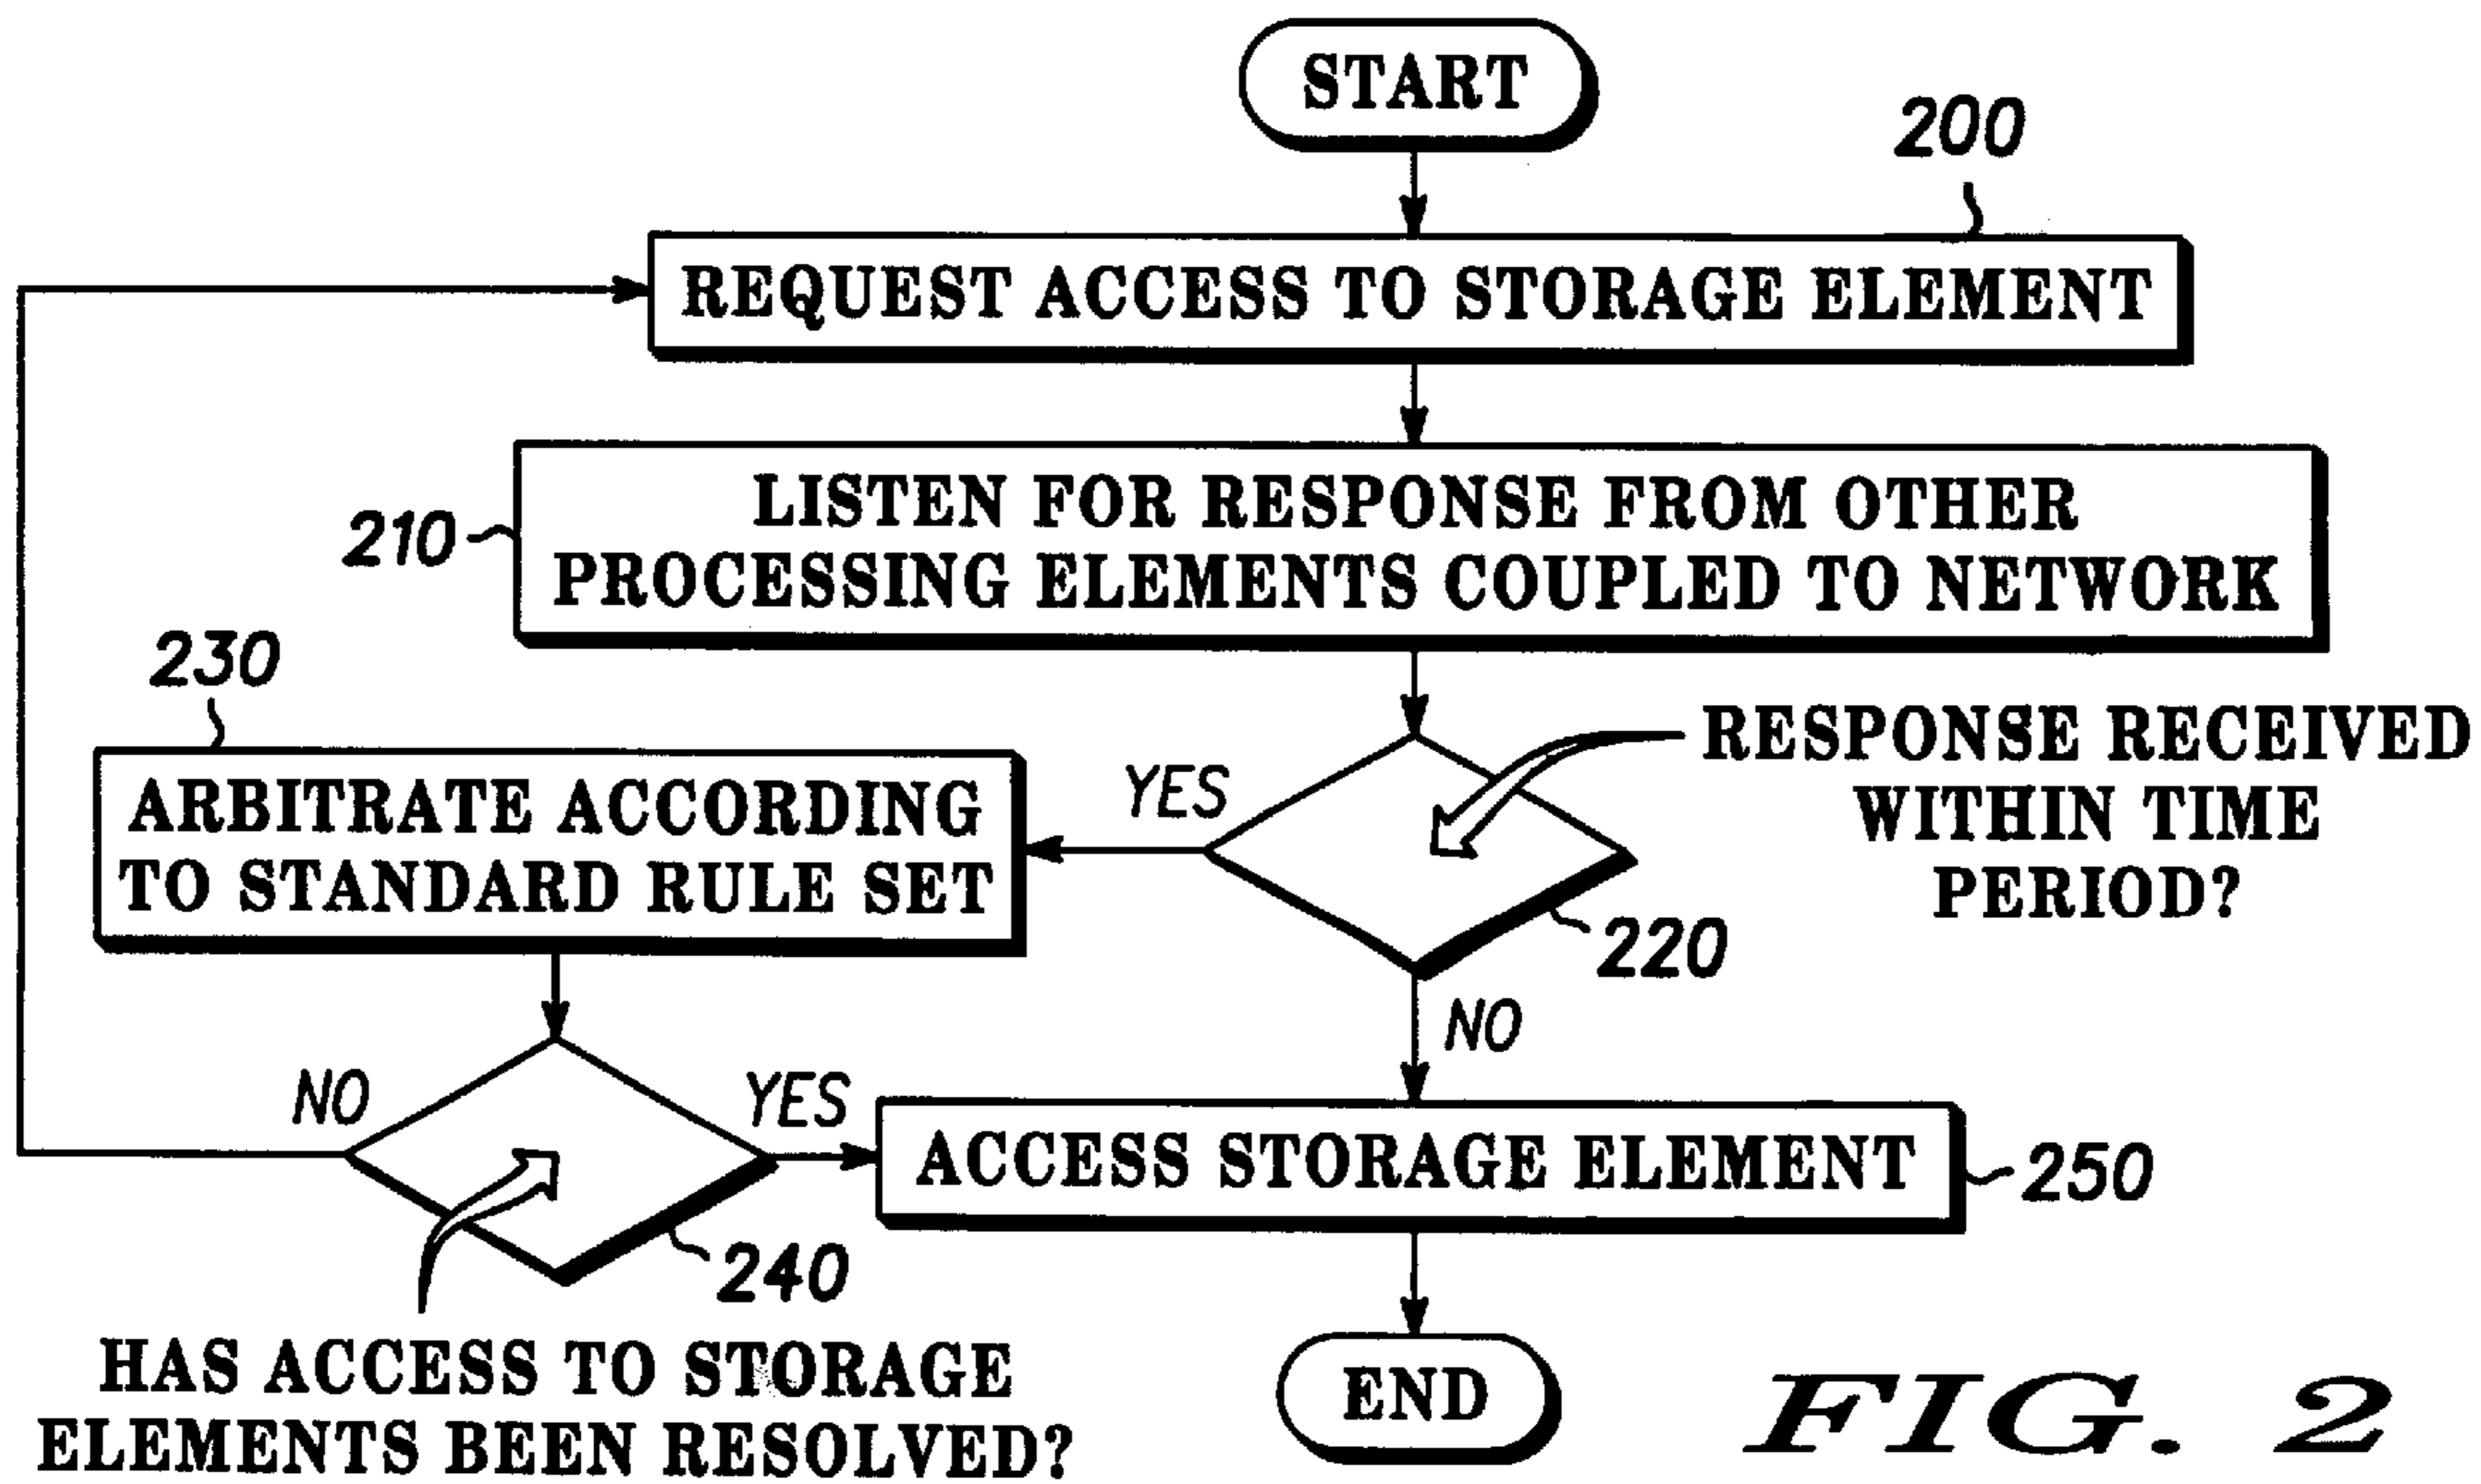 START
200
REQUEST ACCESS TO STORAGE ELEMENT
LISTEN FOR RESPONSE FROM OTHER
PROCESSING ELEMENTS COUPLED TO NETWORK
210
230
ARBITRATE ACCORDING
TO STANDARD RULE SET
YES
RESPONSE RECEIVED
WITHIN TIME
PERIOD?
220
NO
NO
YES
ACCESS STORAGE ELEMENT
250
240
HAS ACCESS TO STORAGE
ELEMENTS BEEN RESOLVED?
END
FIG. 2